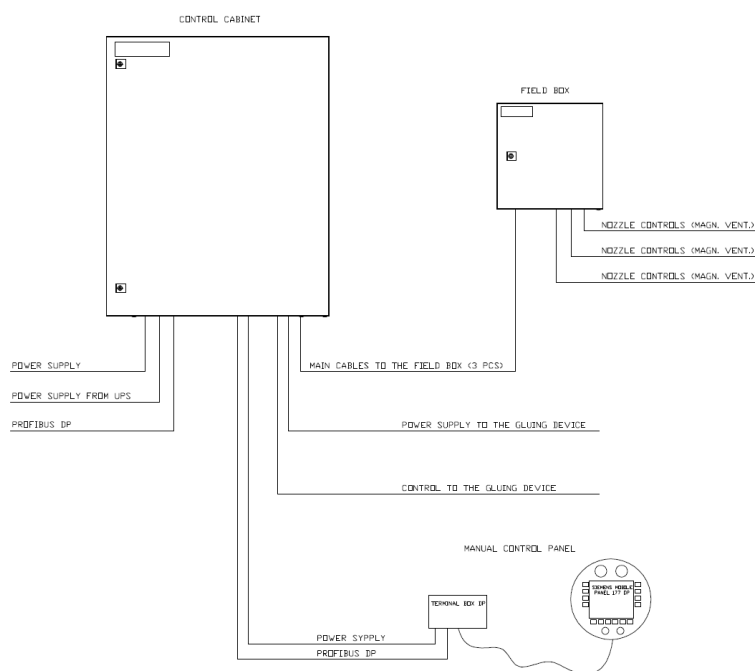 CONTROL CABINET
FIELD BOX
NOZZLE CONTROLS (MAGN. VENT.)
NOZZLE CONTROLS (MAGN. VENT.)
NOZZLE CONTROLS (MAGN. VENT.)
POWER SUPPLY
MAIN CABLES TO THE FIELD BOX (3 PCS)
POWER SUPPLY FROM UPS
PROFIBUS DP
POWER SUPPLY TO THE GLUING DEVICE
CONTROL TO THE GLUING DEVICE
MANUAL CONTROL PANEL
SIEMENS MOBILE
PANEL 177 DP
TERMINAL BOX DP
POWER SYPPLY
PROFIBUS DP